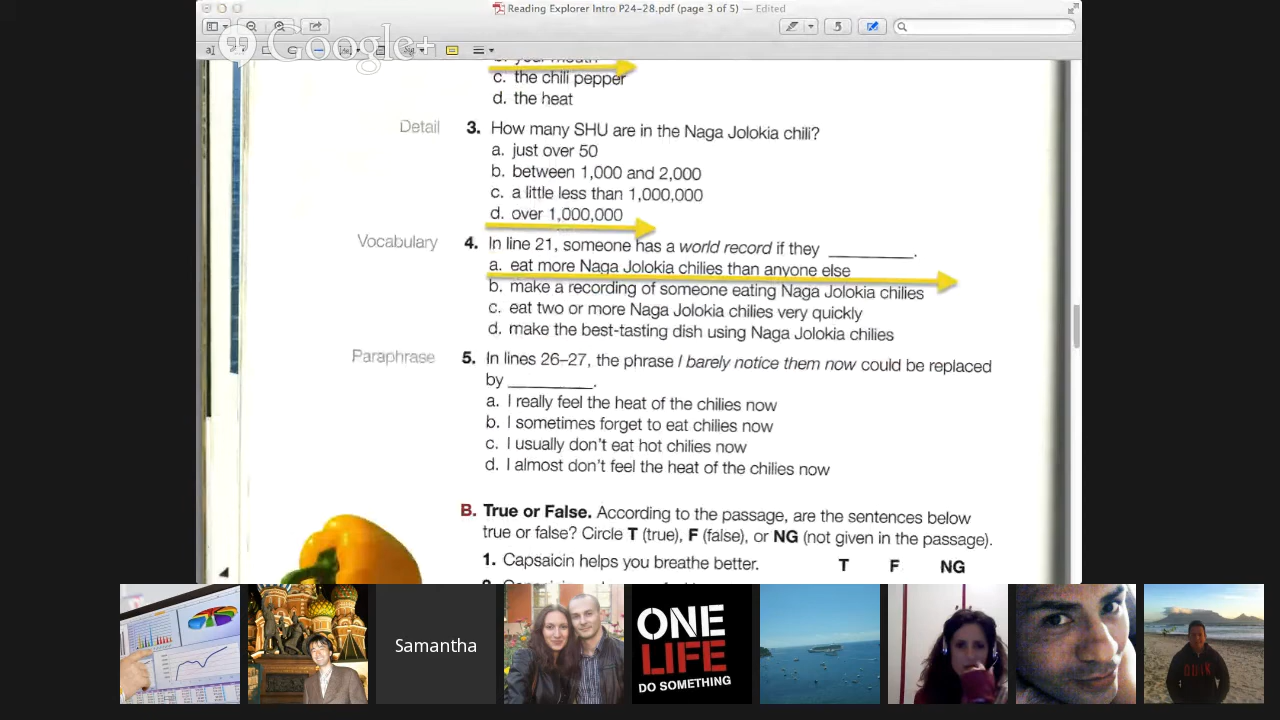 Reading Explorer Intro P24-28.pdf (page 3 of 5) — Edited
Google+
b. your mouth
c. the chili pepper
d. the heat
Detail 3. How many SHU are in the Naga Jolokia chili?
a. just over 50
b. between 1,000 and 2,000
c. a little less than 1,000,000
d. over 1,000,000
Vocabulary 4. In line 21, someone has a world record if they __________.
a. eat more Naga Jolokia chilies than anyone else
b. make a recording of someone eating Naga Jolokia chilies
c. eat two or more Naga Jolokia chilies very quickly
d. make the best-tasting dish using Naga Jolokia chilies
Paraphrase 5. In lines 26–27, the phrase I barely notice them now could be replaced
by __________.
a. I really feel the heat of the chilies now
b. I sometimes forget to eat chilies now
c. I usually don't eat hot chilies now
d. I almost don't feel the heat of the chilies now
B. True or False. According to the passage, are the sentences below
true or false? Circle T (true), F (false), or NG (not given in the passage).
1. Capsaicin helps you breathe better. T F NG
Samantha
ONE
LIFE
DO SOMETHING